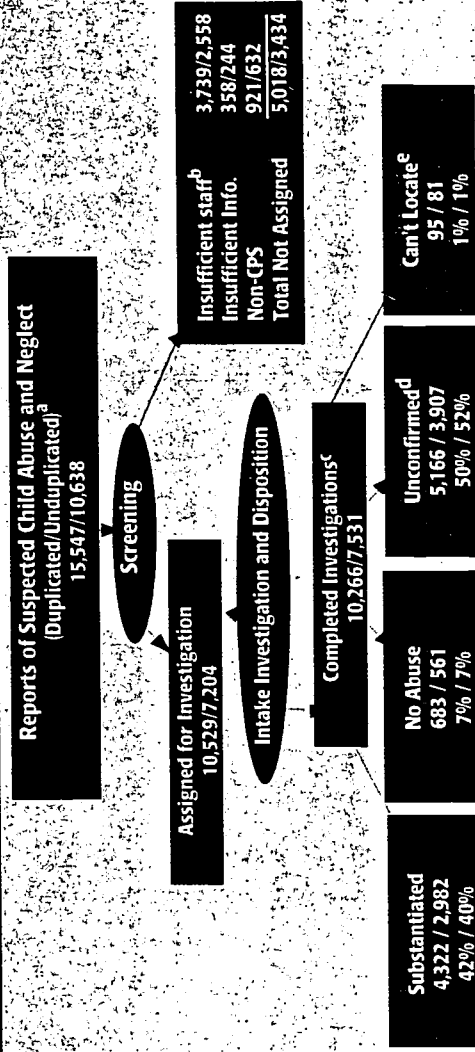 Reports of Suspected Child Abuse and Neglect
(Duplicated/Unduplicated)a
15,547/10,638
Screening
Insufficient staffb 3,739/2,558
Insufficient Info. 358/244
Non-CPS 921/632
Total Not Assigned 5,018/3,434
Assigned for Investigation
10,529/7,204
Intake Investigation and Disposition
Completed Investigationsc
10,266/7,531
Substantiated
4,322 / 2,982
42% / 40%
No Abuse
683 / 561
7% / 7%
Unconfirmedd
5,166 / 3,907
50% / 52%
Can't Locatee
95 / 81
1% / 1%